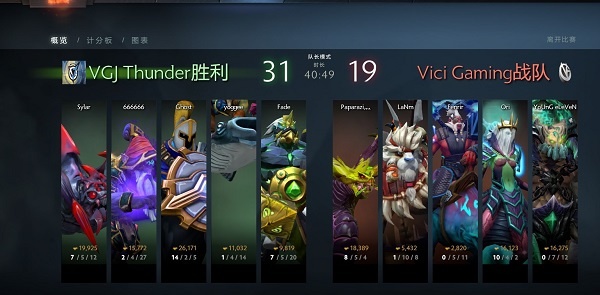 概览 / 计分板 / 图表
队长模式
离开比赛
VGJ Thunder胜利 31 时长 19 Vici Gaming战队
40:49
Sylar 666666 Ghost yoqnee Fade Paparazi,... LaNm Fenrir Ori YoUnG eLeVeN
19,925 15,772 26,171 11,032 9,819 18,389 5,432 2,820 16,123 16,275
7 / 5 / 12 2 / 4 / 27 14 / 2 / 5 1 / 4 / 14 7 / 5 / 20 8 / 5 / 4 1 / 10 / 8 0 / 5 / 11 10 / 4 / 2 0 / 7 / 12